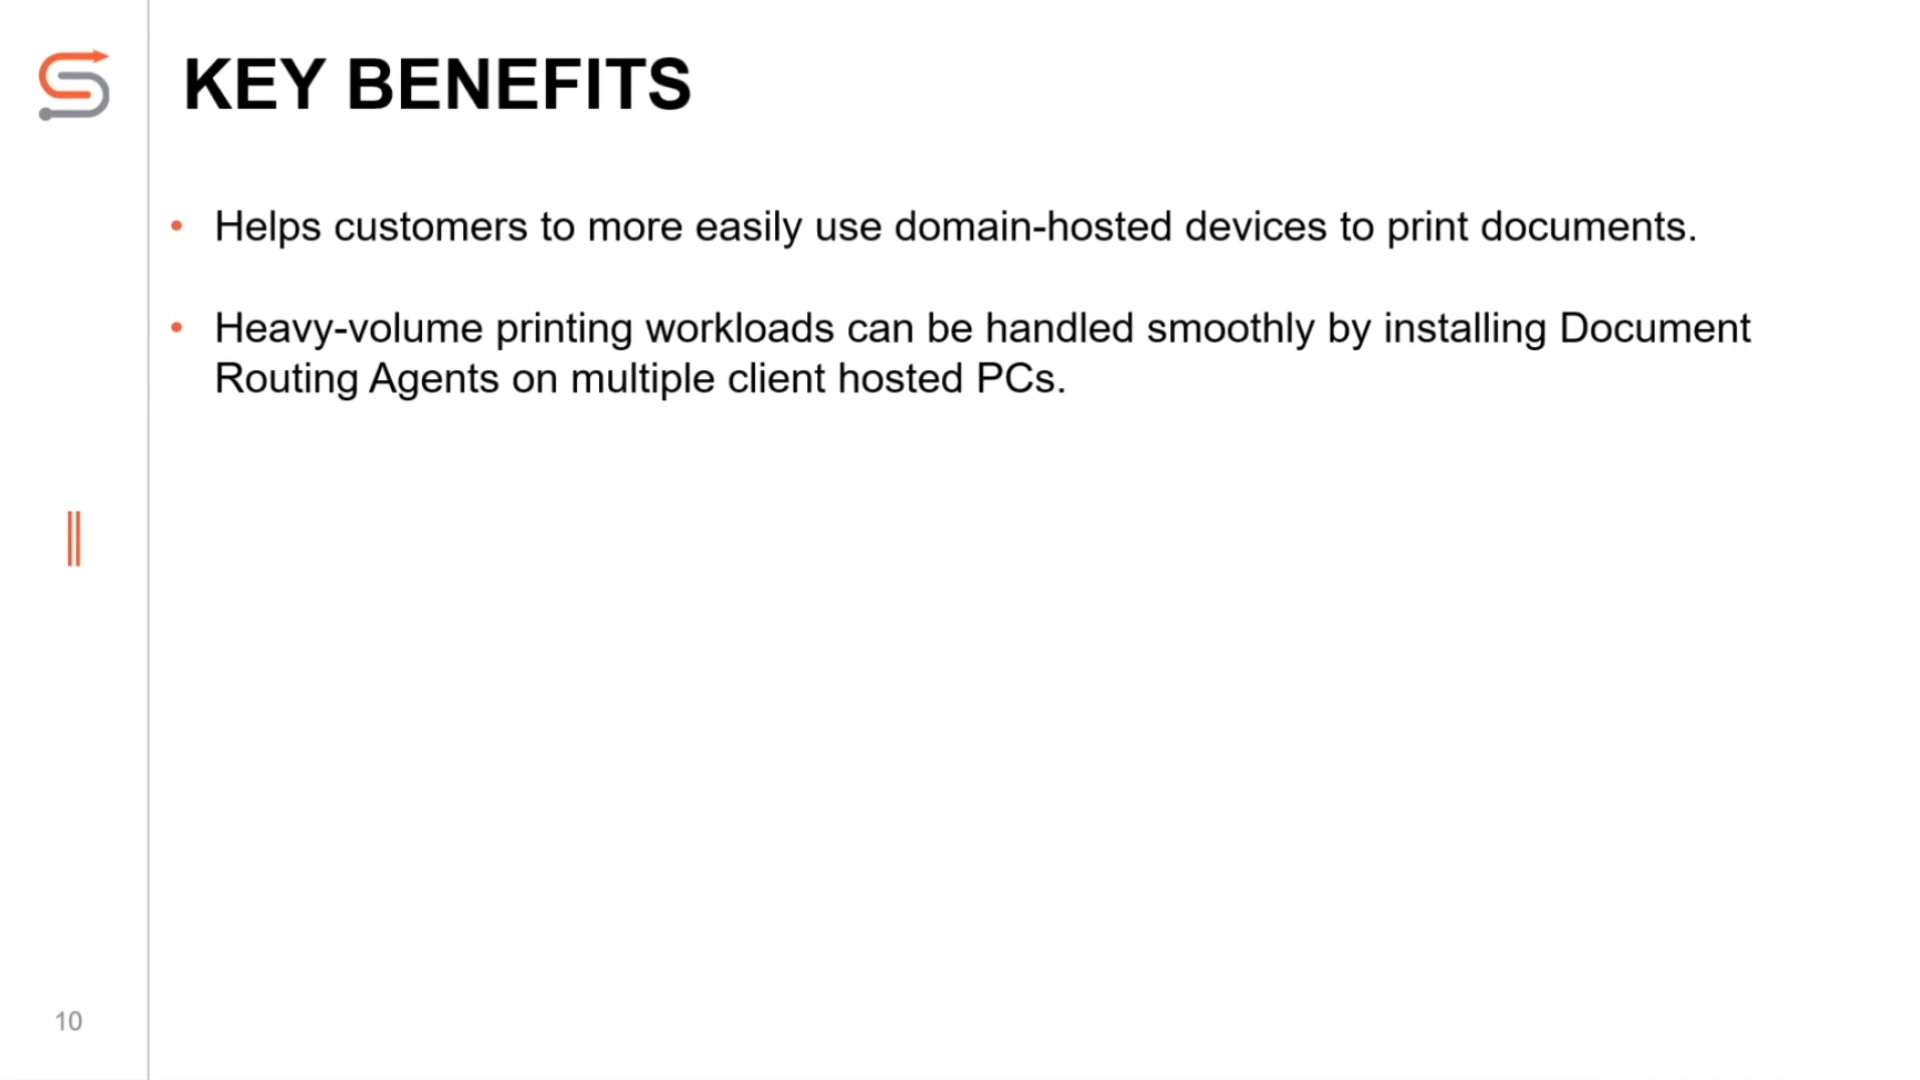 KEY BENEFITS
• Helps customers to more easily use domain-hosted devices to print documents.
• Heavy-volume printing workloads can be handled smoothly by installing Document
Routing Agents on multiple client hosted PCs.
10